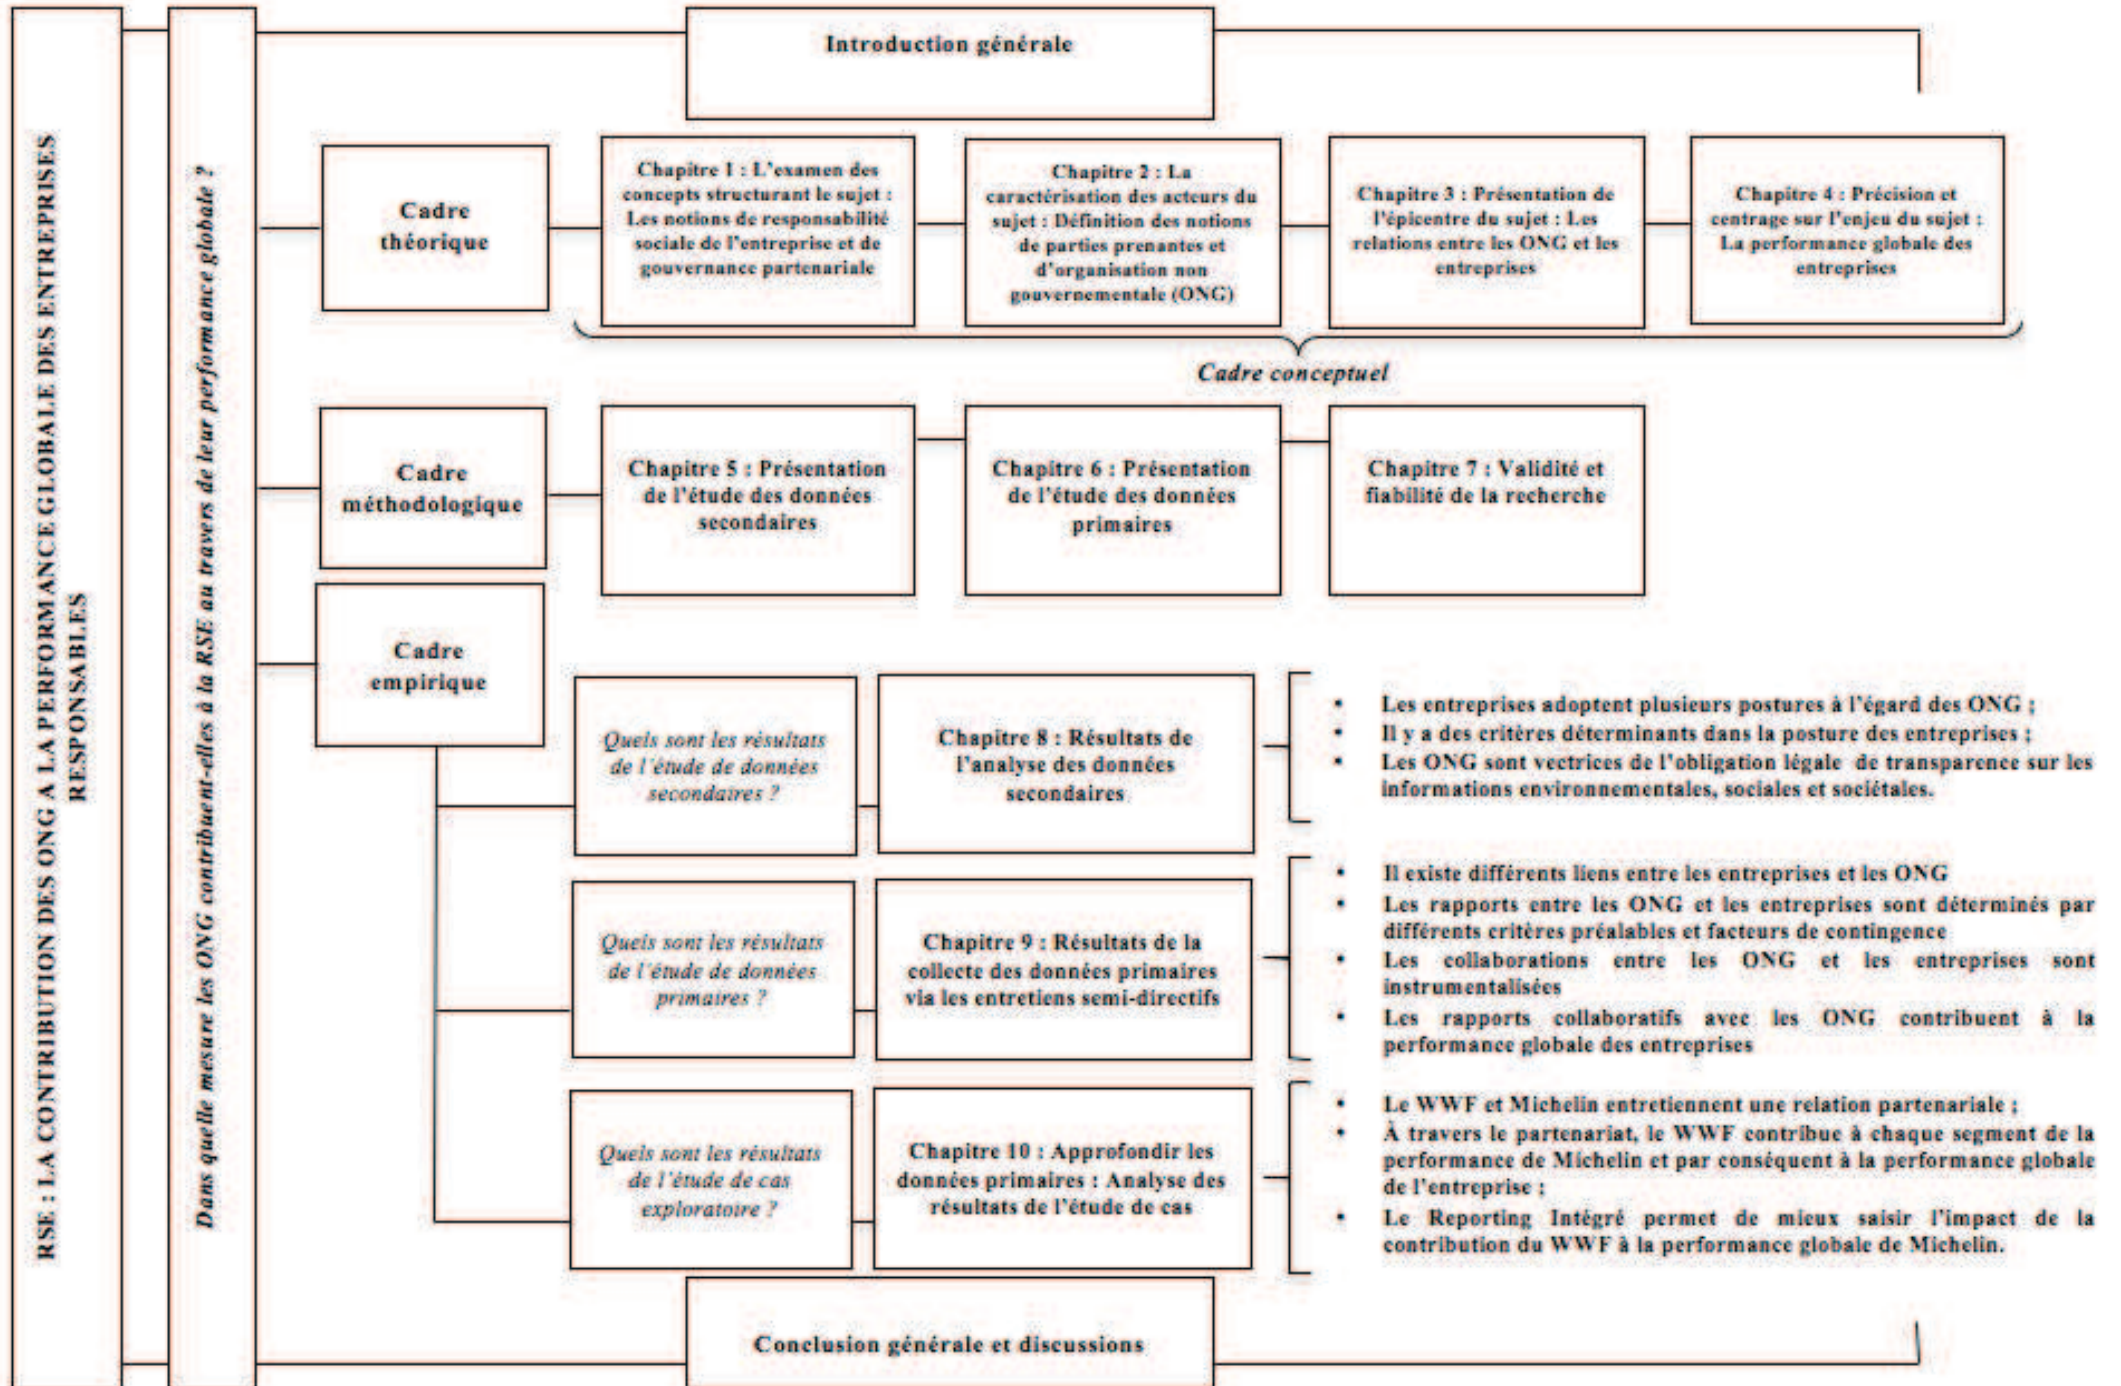 RSE : LA CONTRIBUTION DES ONG A LA PERFORMANCE GLOBALE DES ENTREPRISES
RESPONSABLES
Dans quelle mesure les ONG contribuent-elles à la RSE au travers de leur performance globale ?
Introduction générale
Cadre
théorique
Chapitre 1 : L'examen des
concepts structurant le sujet :
Les notions de responsabilité
sociale de l'entreprise et de
gouvernance partenariale
Chapitre 2 : La
caractérisation des acteurs du
sujet : Définition des notions
de parties prenantes et
d'organisation non
gouvernementale (ONG)
Chapitre 3 : Présentation de
l'épicentre du sujet : Les
relations entre les ONG et les
entreprises
Chapitre 4 : Précision et
centrage sur l'enjeu du sujet :
La performance globale des
entreprises
Cadre conceptuel
Cadre
méthodologique
Chapitre 5 : Présentation
de l'étude des données
secondaires
Chapitre 6 : Présentation
de l'étude des données
primaires
Chapitre 7 : Validité et
fiabilité de la recherche
Cadre
empirique
Quels sont les résultats
de l'étude de données
secondaires ?
Chapitre 8 : Résultats de
l'analyse des données
secondaires
• Les entreprises adoptent plusieurs postures à l'égard des ONG ;
• Il y a des critères déterminants dans la posture des entreprises ;
• Les ONG sont vectrices de l'obligation légale de transparence sur les
informations environnementales, sociales et sociétales.
Quels sont les résultats
de l'étude de données
primaires ?
Chapitre 9 : Résultats de la
collecte des données primaires
via les entretiens semi-directifs
• Il existe différents liens entre les entreprises et les ONG
• Les rapports entre les ONG et les entreprises sont déterminés par
différents critères préalables et facteurs de contingence
• Les collaborations entre les ONG et les entreprises sont
instrumentalisées
• Les rapports collaboratifs avec les ONG contribuent à la
performance globale des entreprises
Quels sont les résultats
de l'étude de cas
exploratoire ?
Chapitre 10 : Approfondir les
données primaires : Analyse des
résultats de l'étude de cas
• Le WWF et Michelin entretiennent une relation partenariale ;
• À travers le partenariat, le WWF contribue à chaque segment de la
performance de Michelin et par conséquent à la performance globale
de l'entreprise ;
• Le Reporting Intégré permet de mieux saisir l'impact de la
contribution du WWF à la performance globale de Michelin.
Conclusion générale et discussions